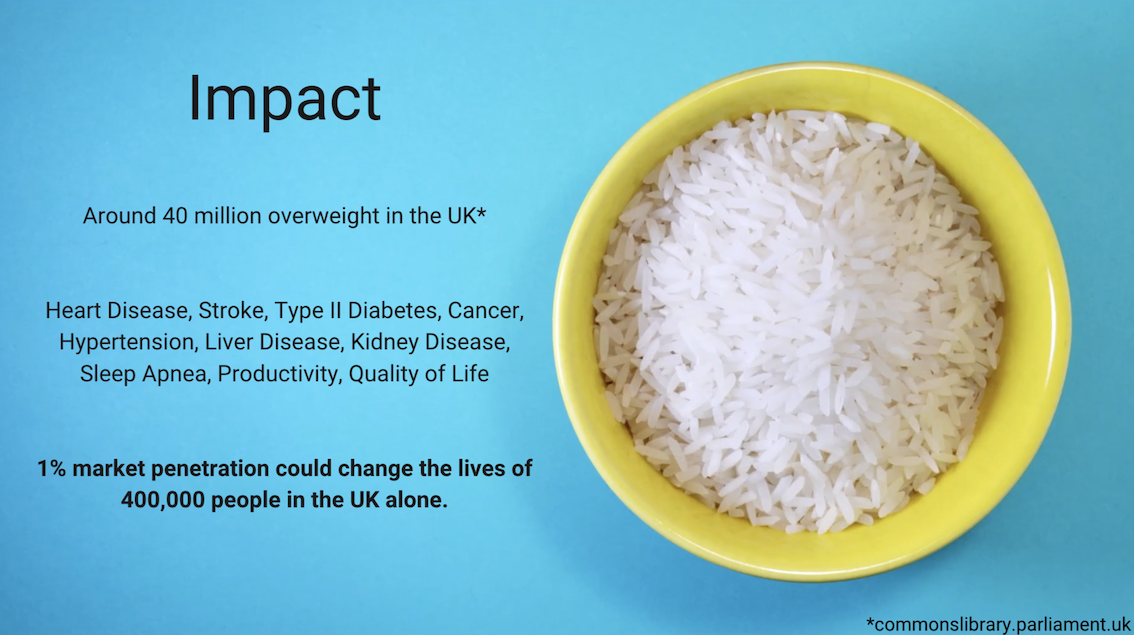 Impact
Around 40 million overweight in the UK*
Heart Disease, Stroke, Type II Diabetes, Cancer,
Hypertension, Liver Disease, Kidney Disease,
Sleep Apnea, Productivity, Quality of Life
1% market penetration could change the lives of
400,000 people in the UK alone.
*commonslibrary.parliament.uk